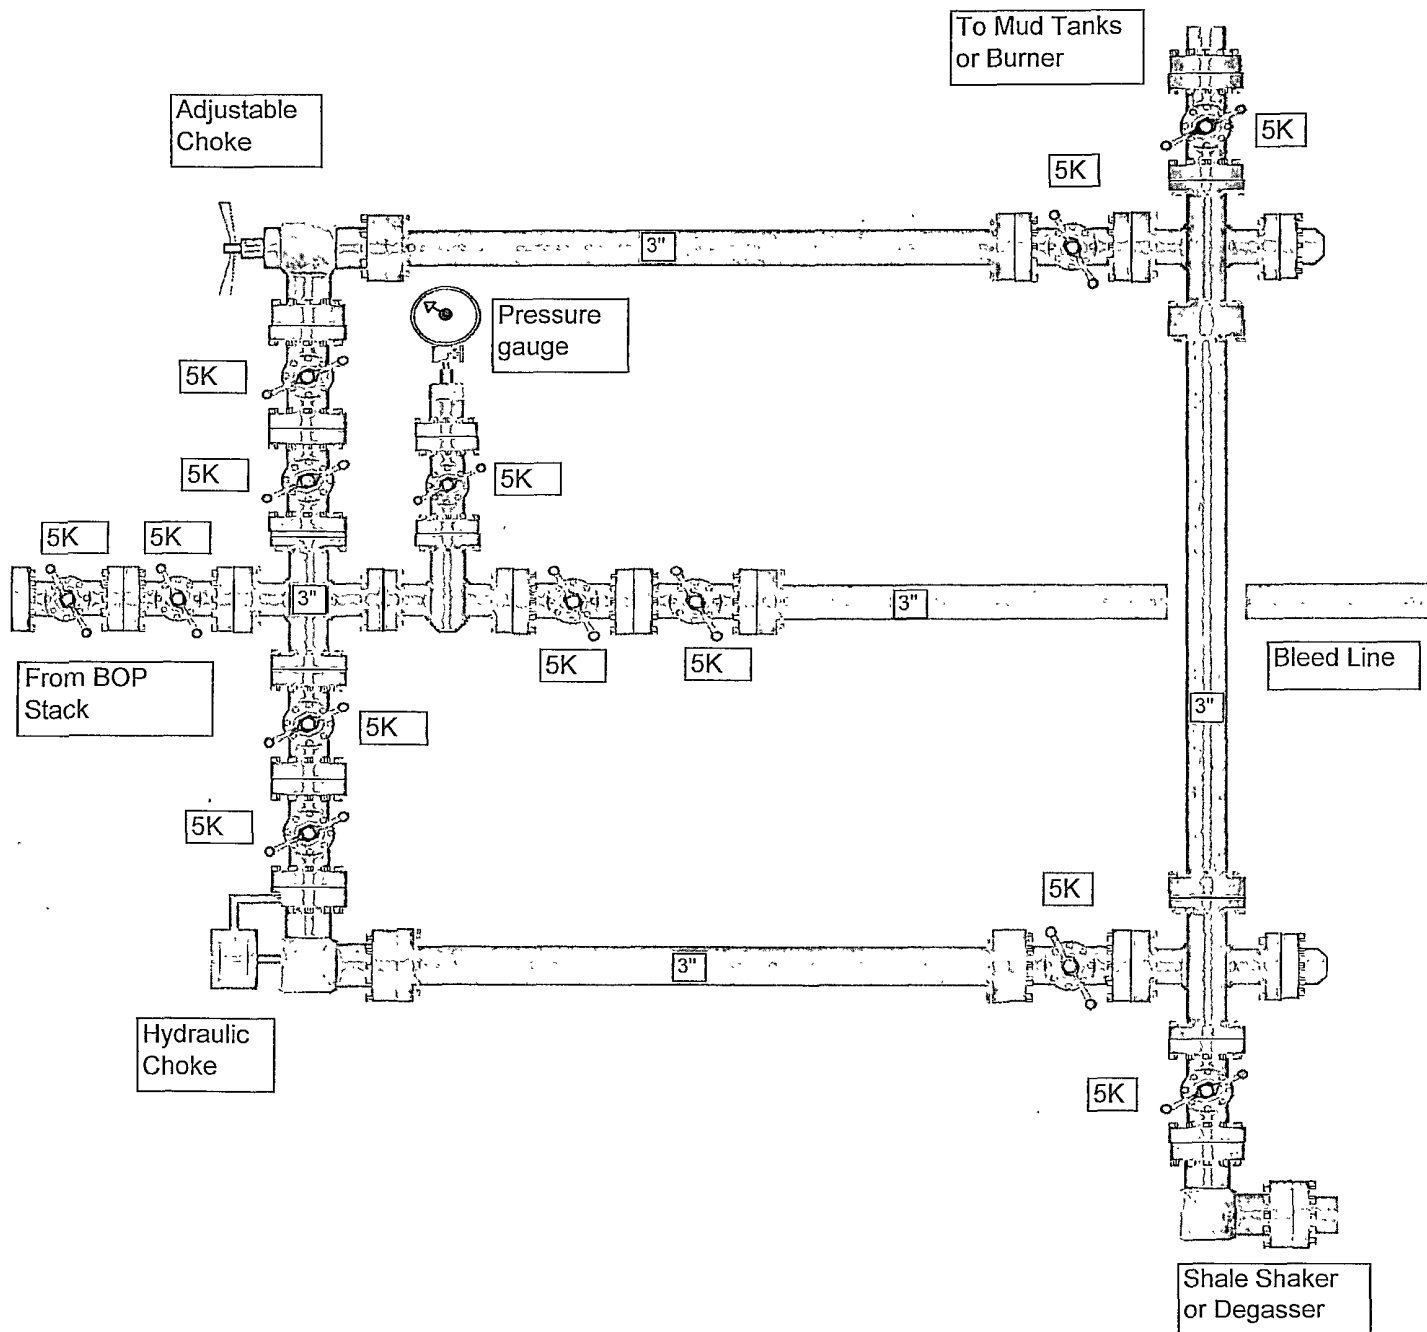 To Mud Tanks
or Burner
Adjustable
Choke
5K
5K
3"
Pressure
gauge
5K
5K
5K
5K
5K
3"
3"
5K
5K
Bleed Line
From BOP
Stack
3"
5K
5K
5K
3"
Hydraulic
Choke
5K
Shale Shaker
or Degasser